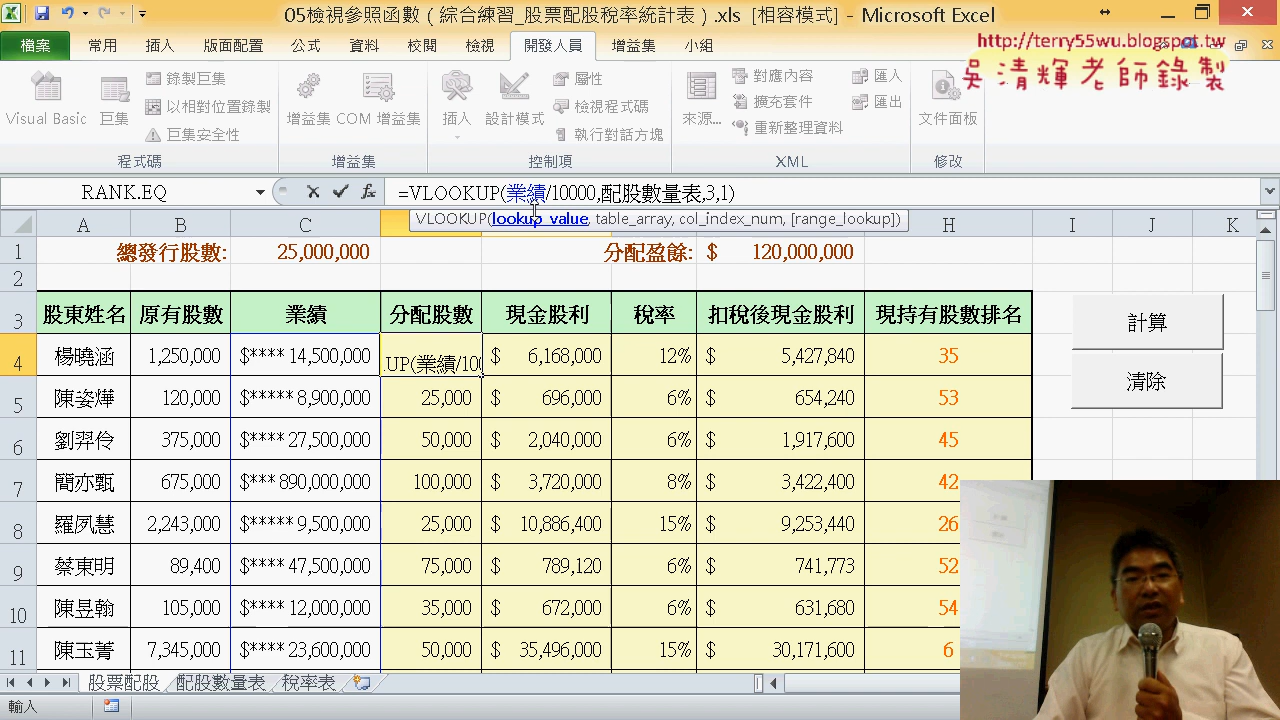 05檢視參照函數 ( 綜合練習_股票配股稅率統計表 ) .xls [相容模式] - Microsoft Excel
http://terry55wu.blogspot.tw
吳清輝老師錄製
檔案 常用 插入 版面配置 公式 資料 校閱 檢視 開發人員 增益集 小組
Visual Basic 巨集 錄製巨集 以相對位置錄製 巨集安全性 程式碼
增益集 COM 增益集 增益集
插入 設計模式 屬性 檢視程式碼 執行對話方塊 控制項
來源... 對應內容 擴充套件 重新整理資料 匯入 匯出 XML
文件面板 修改
RANK.EQ =VLOOKUP(業績/10000,配股數量表,3,1)
VLOOKUP(lookup_value, table_array, col_index_num, [range_lookup])
A B C H I J K
1 總發行股數: 25,000,000 分配盈餘: $ 120,000,000
2
3 股東姓名 原有股數 業績 分配股數 現金股利 稅率 扣稅後現金股利 現持有股數排名
計算
4 楊曉涵 1,250,000 $**** 14,500,000 UP(業績/100 $ 6,168,000 12% $ 5,427,840 35
清除
5 陳姿燁 120,000 $***** 8,900,000 25,000 $ 696,000 6% $ 654,240 53
6 劉羿伶 375,000 $**** 27,500,000 50,000 $ 2,040,000 6% $ 1,917,600 45
7 簡亦甄 675,000 $*** 890,000,000 100,000 $ 3,720,000 8% $ 3,422,400 42
8 羅夙慧 2,243,000 $***** 6,500,000 25,000 $ 10,886,400 15% $ 9,253,440 26
9 蔡東明 89,400 $**** 47,500,000 75,000 $ 789,120 6% $ 741,773 52
10 陳昱翰 105,000 $**** 12,000,000 35,000 $ 672,000 6% $ 631,680 54
11 陳玉菁 7,345,000 $**** 23,600,000 50,000 $ 35,496,000 15% $ 30,171,600 6
股票配股 配股數量表 稅率表
輸入